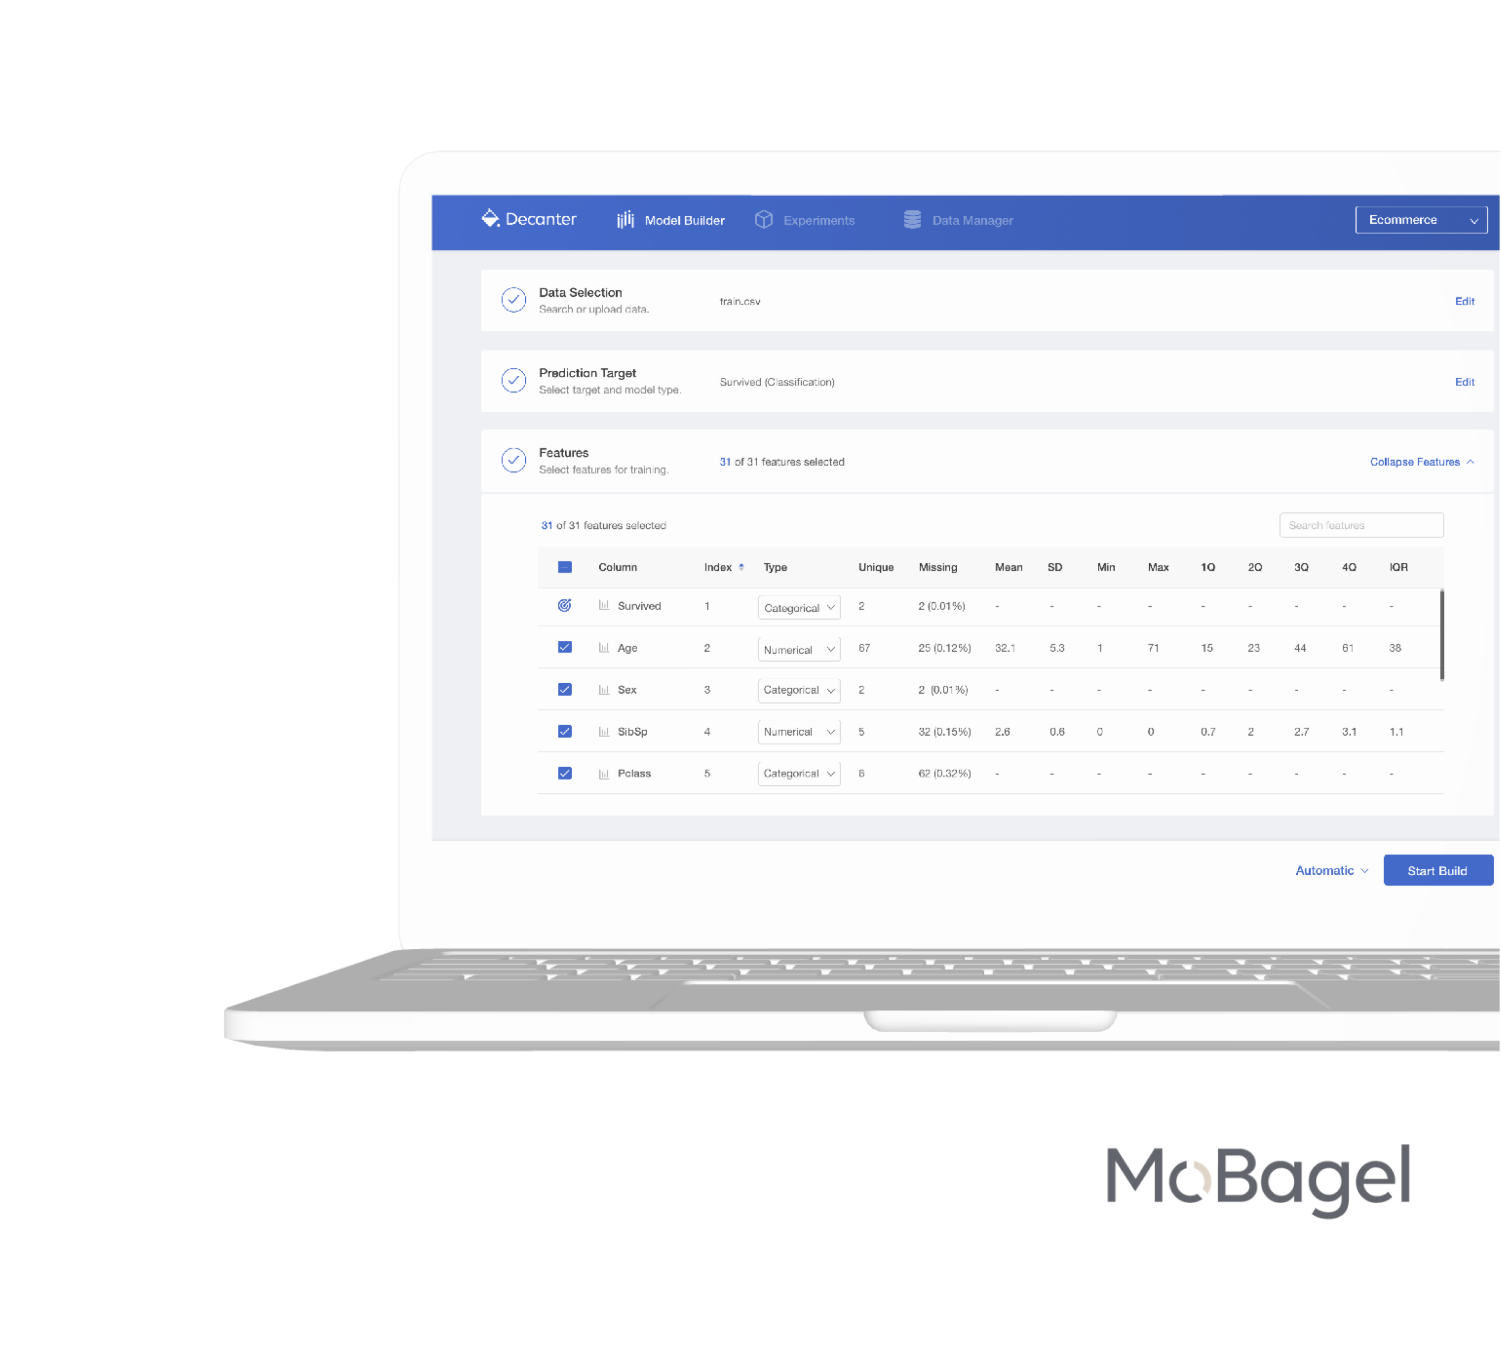 Decanter Model Builder Experiments Data Manager Ecommerce
Data Selection
Search or upload data.
train.csv
Edit
Prediction Target
Select target and model type.
Survived (Classification)
Edit
Features
Select features for training.
31 of 31 features selected
Collapse Features
31 of 31 features selected
Search features
Column Index Type Unique Missing Mean SD Min Max 1Q 2Q 3Q 4Q IQR
Survived 1 Categorical 2 2 (0.01%) - - - - - - - - -
Age 2 Numerical 67 25 (0.12%) 32.1 5.3 1 71 15 23 44 61 38
Sex 3 Categorical 2 2 (0.01%) - - - - - - - - -
SibSp 4 Numerical 5 32 (0.15%) 2.6 0.6 0 0 0.7 2 2.7 3.1 1.1
Pclass 5 Categorical 6 62 (0.32%) - - - - - - - - -
Automatic Start Build
MoBagel